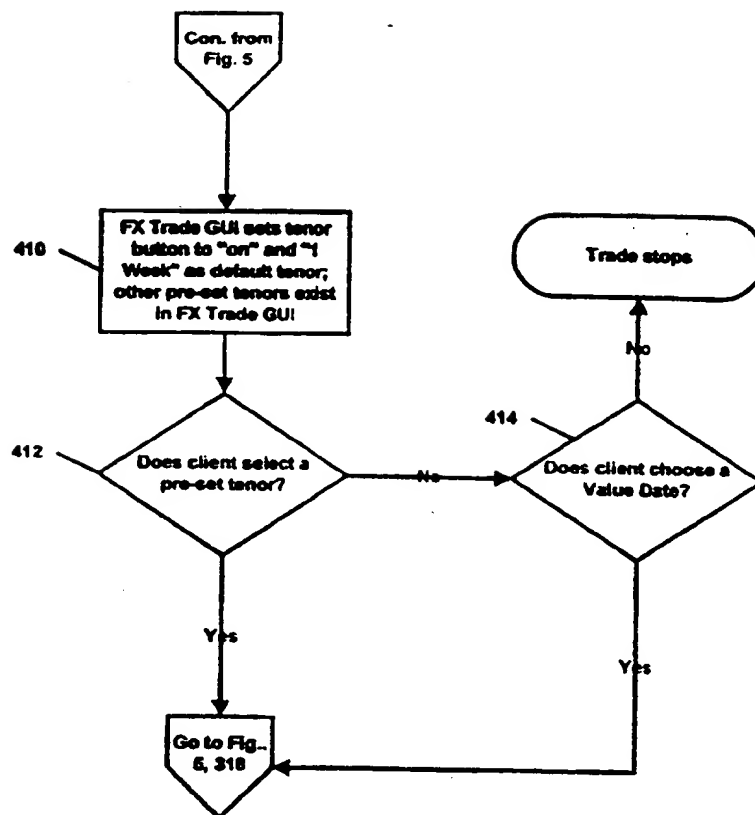 Con. from
Fig. 5
410
FX Trade GUI sets tenor
button to "on" and "1
Week" as default tenor;
other pre-set tenors exist
in FX Trade GUI
Trade stops
No
412
Does client select a
pre-set tenor?
No
414
Does client choose a
Value Date?
Yes
Yes
Go to Fig..
5, 318